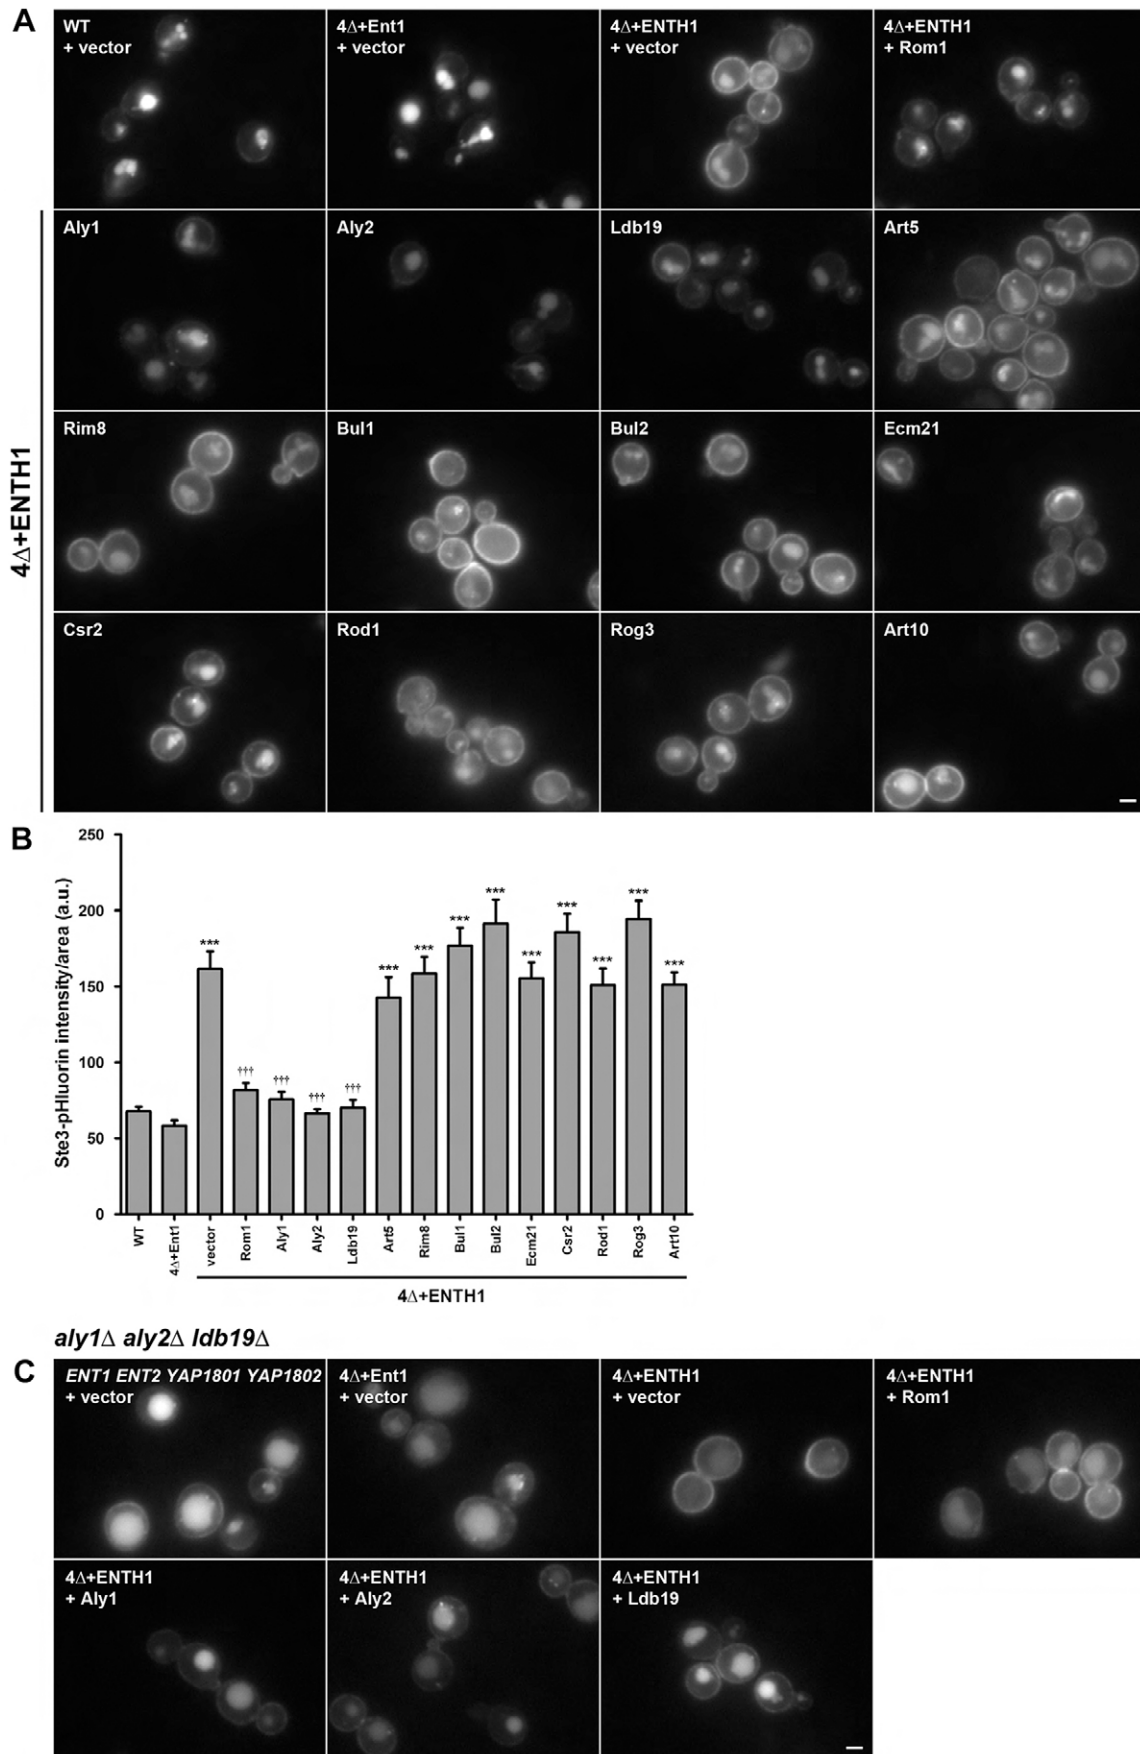 A
WT
+ vector
4Δ+Ent1
+ vector
4Δ+ENTH1
+ vector
4Δ+ENTH1
+ Rom1
4Δ+ENTH1
Aly1
Aly2
Ldb19
Art5
Rim8
Bul1
Bul2
Ecm21
Csr2
Rod1
Rog3
Art10
B
Ste3-pHluorin intensity/area (a.u.)
250
200
150
100
50
0
***
†††
†††
†††
†††
***
***
***
***
***
***
***
***
***
WT
4Δ+Ent1
vector
Rom1
Aly1
Aly2
Ldb19
Art5
Rim8
Bul1
Bul2
Ecm21
Csr2
Rod1
Rog3
Art10
4Δ+ENTH1
aly1Δ aly2Δ ldb19Δ
C
ENT1 ENT2 YAP1801 YAP1802
+ vector
4Δ+Ent1
+ vector
4Δ+ENTH1
+ vector
4Δ+ENTH1
+ Rom1
4Δ+ENTH1
+ Aly1
4Δ+ENTH1
+ Aly2
4Δ+ENTH1
+ Ldb19